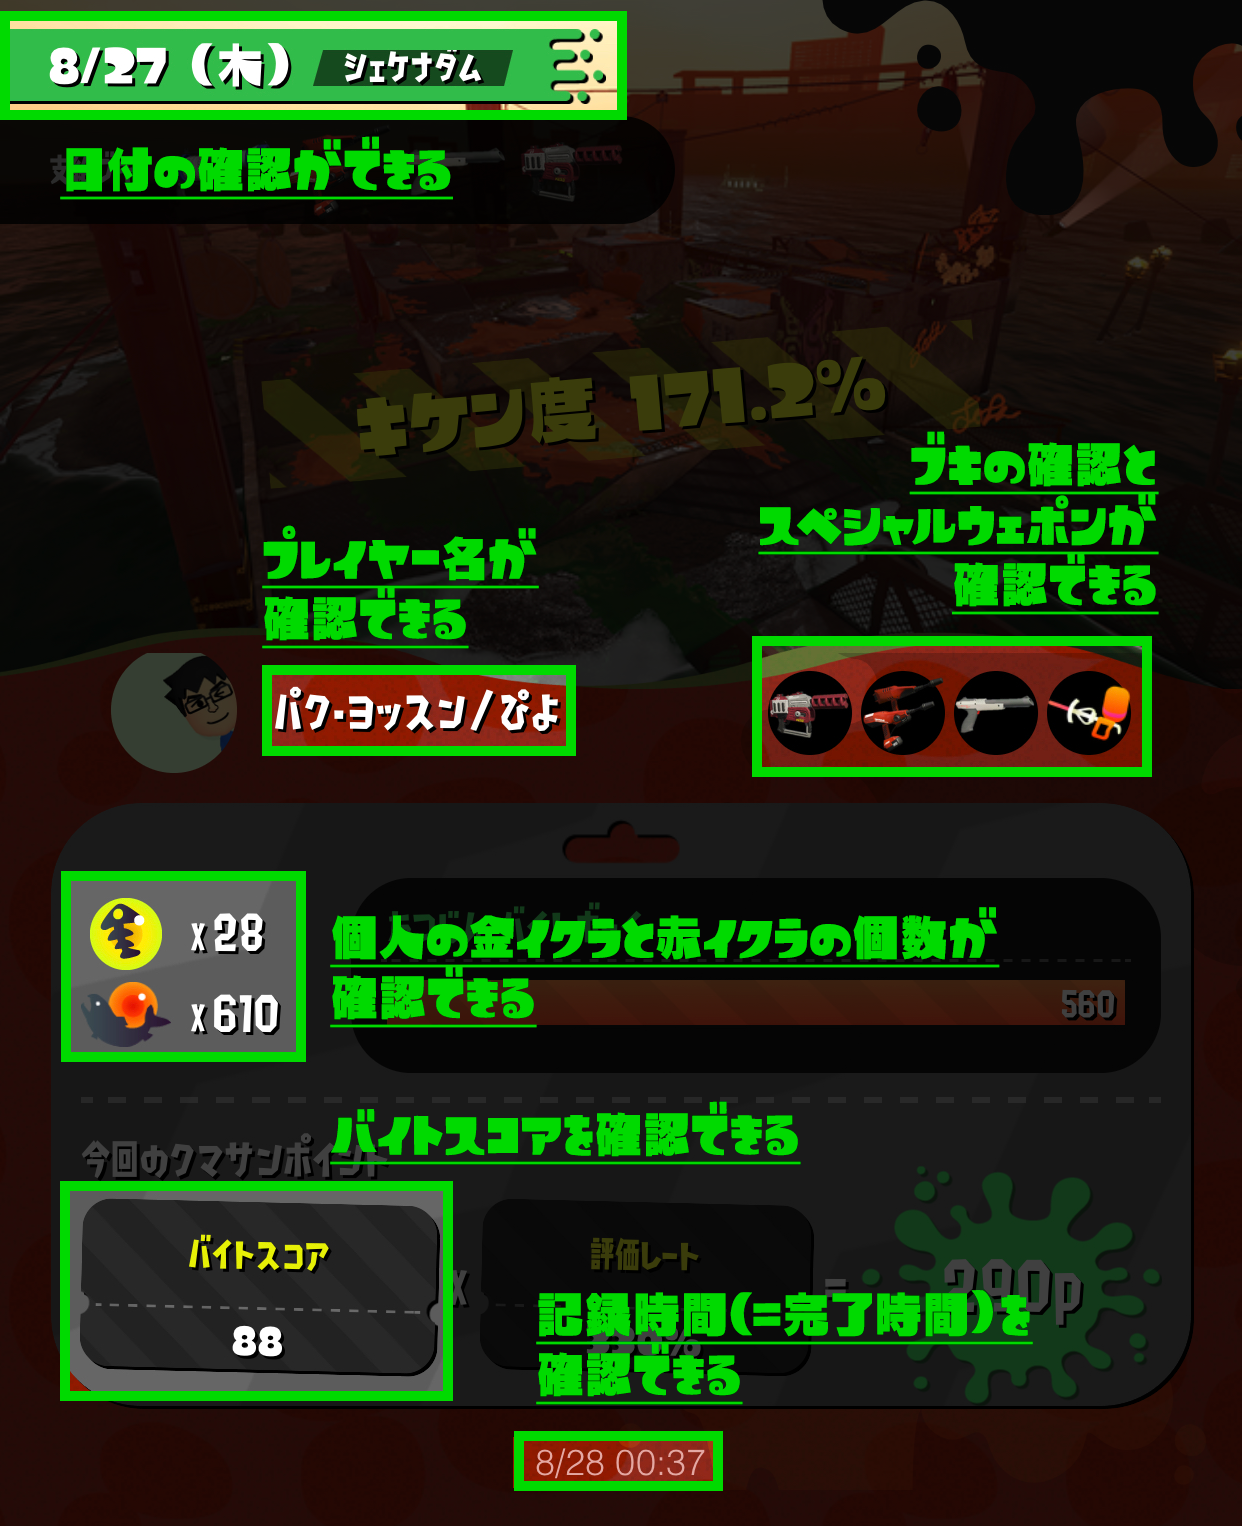 8/27（木） シェケナダム
日付の確認ができる
キケン度 171.2%
ブキの確認と
スペシャルウェポンが
確認できる
プレイヤー名が
確認できる
パク・ヨッスン/ぴよ
x28
x610
個人の金イクラと赤イクラの個数が
確認できる
560
バイトスコアを確認できる
今回のクマサンポイント
バイトスコア
88
x
評価レート
=
290p
記録時間(=完了時間)を
確認できる
8/28 00:37